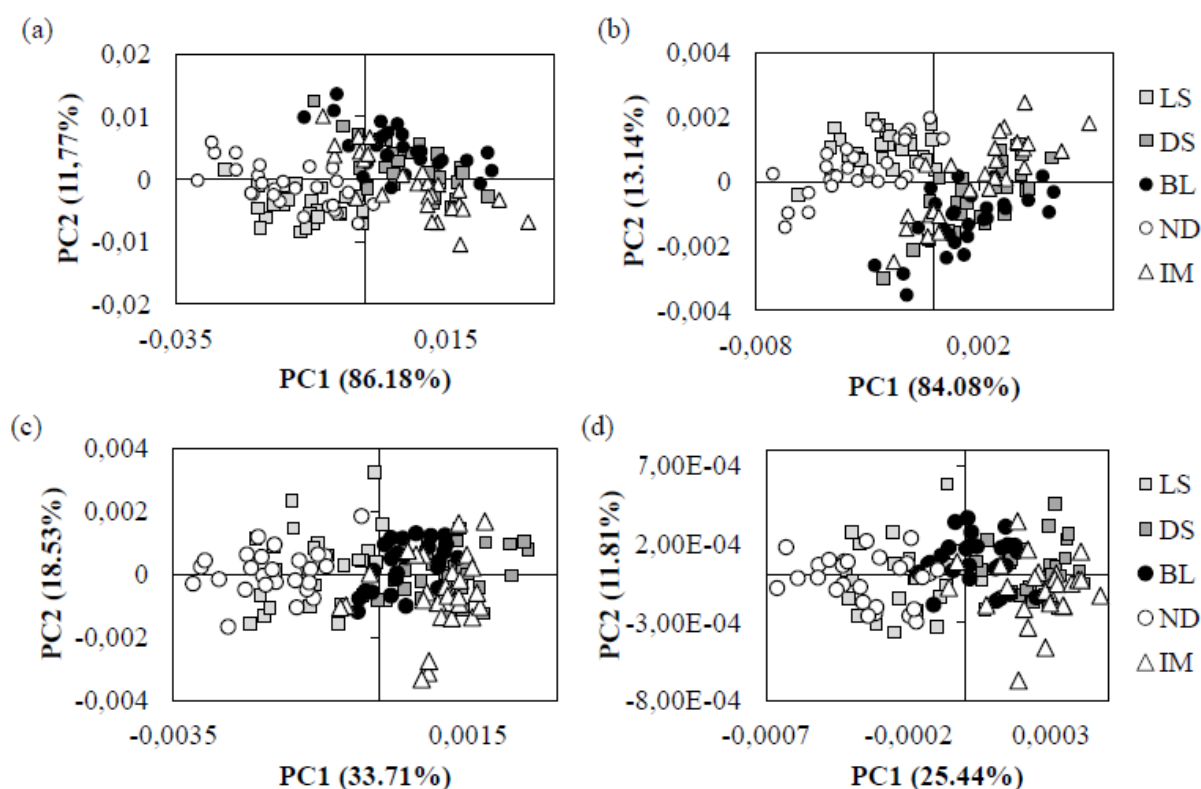 (a)
0,02
0,01
0
-0,01
-0,02
PC2 (11,77%)
-0,035
0,015
PC1 (86.18%)
(b)
0,004
0,002
0
-0,002
-0,004
PC2 (13.14%)
-0,008
0,002
PC1 (84.08%)
LS
DS
BL
ND
IM
(c)
0,004
0,002
0
-0,002
-0,004
PC2 (18.53%)
-0,0035
0,0015
PC1 (33.71%)
(d)
7,00E-04
2,00E-04
-3,00E-04
-8,00E-04
PC2 (11.81%)
-0,0007
-0,0002
0,0003
PC1 (25.44%)
LS
DS
BL
ND
IM